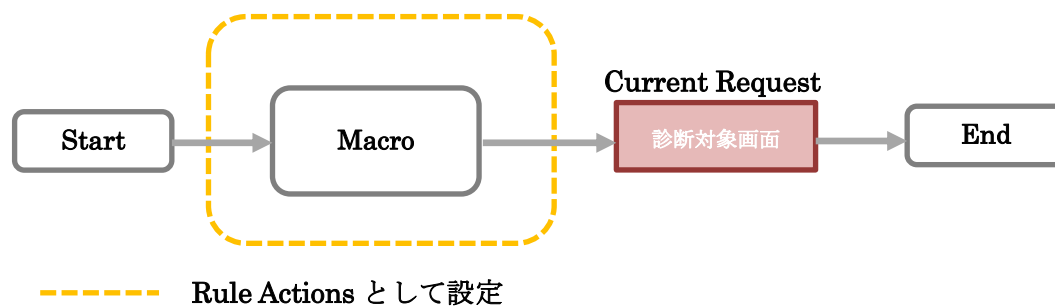 Current Request
Start
Macro
診断対象画面
End
Rule Actions として設定